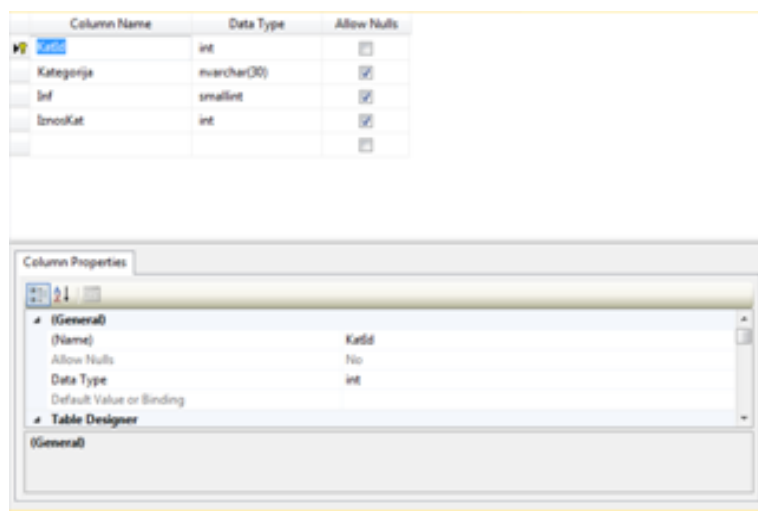 Column Name Data Type Allow Nulls
KatId int
Kategorija nvarchar(30)
Inf smallint
IznosKat int
Column Properties
(General)
(Name) KatId
Allow Nulls No
Data Type int
Default Value or Binding
Table Designer
(General)